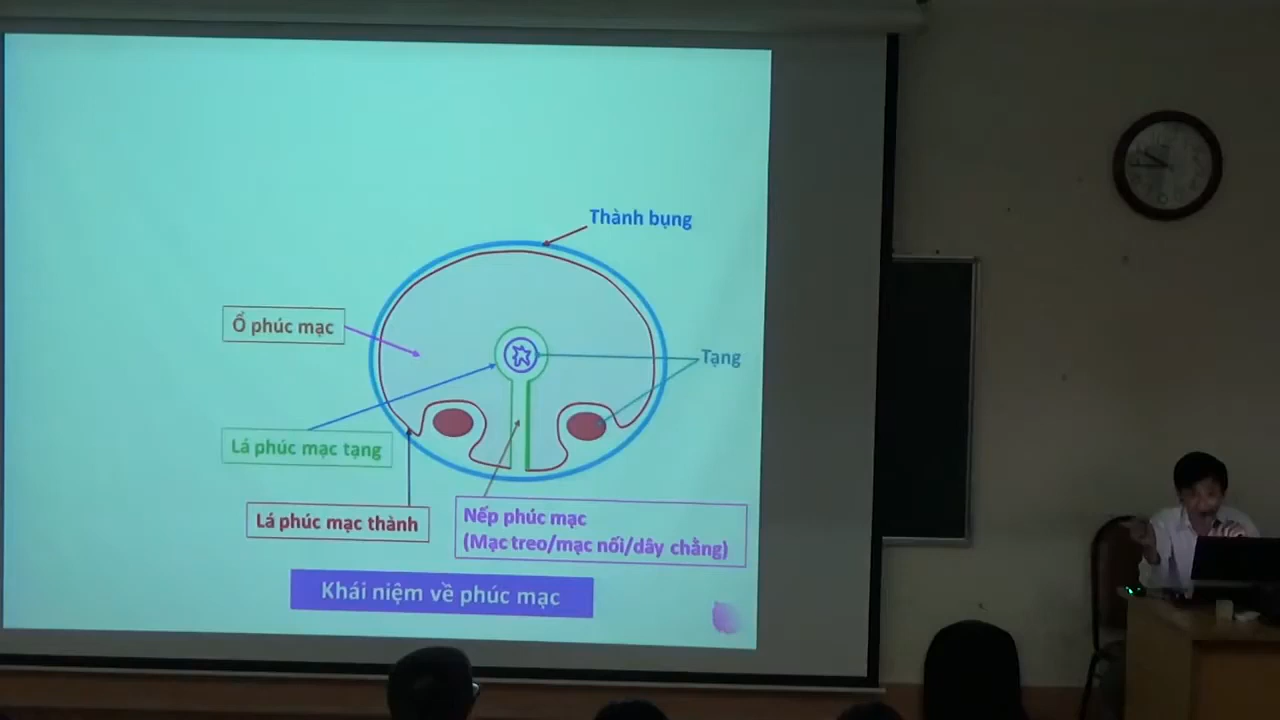 Thành bụng
Ổ phúc mạc
Tạng
Lá phúc mạc tạng
Lá phúc mạc thành
Nếp phúc mạc
(Mạc treo/mạc nối/dây chằng)
Khái niệm về phúc mạc